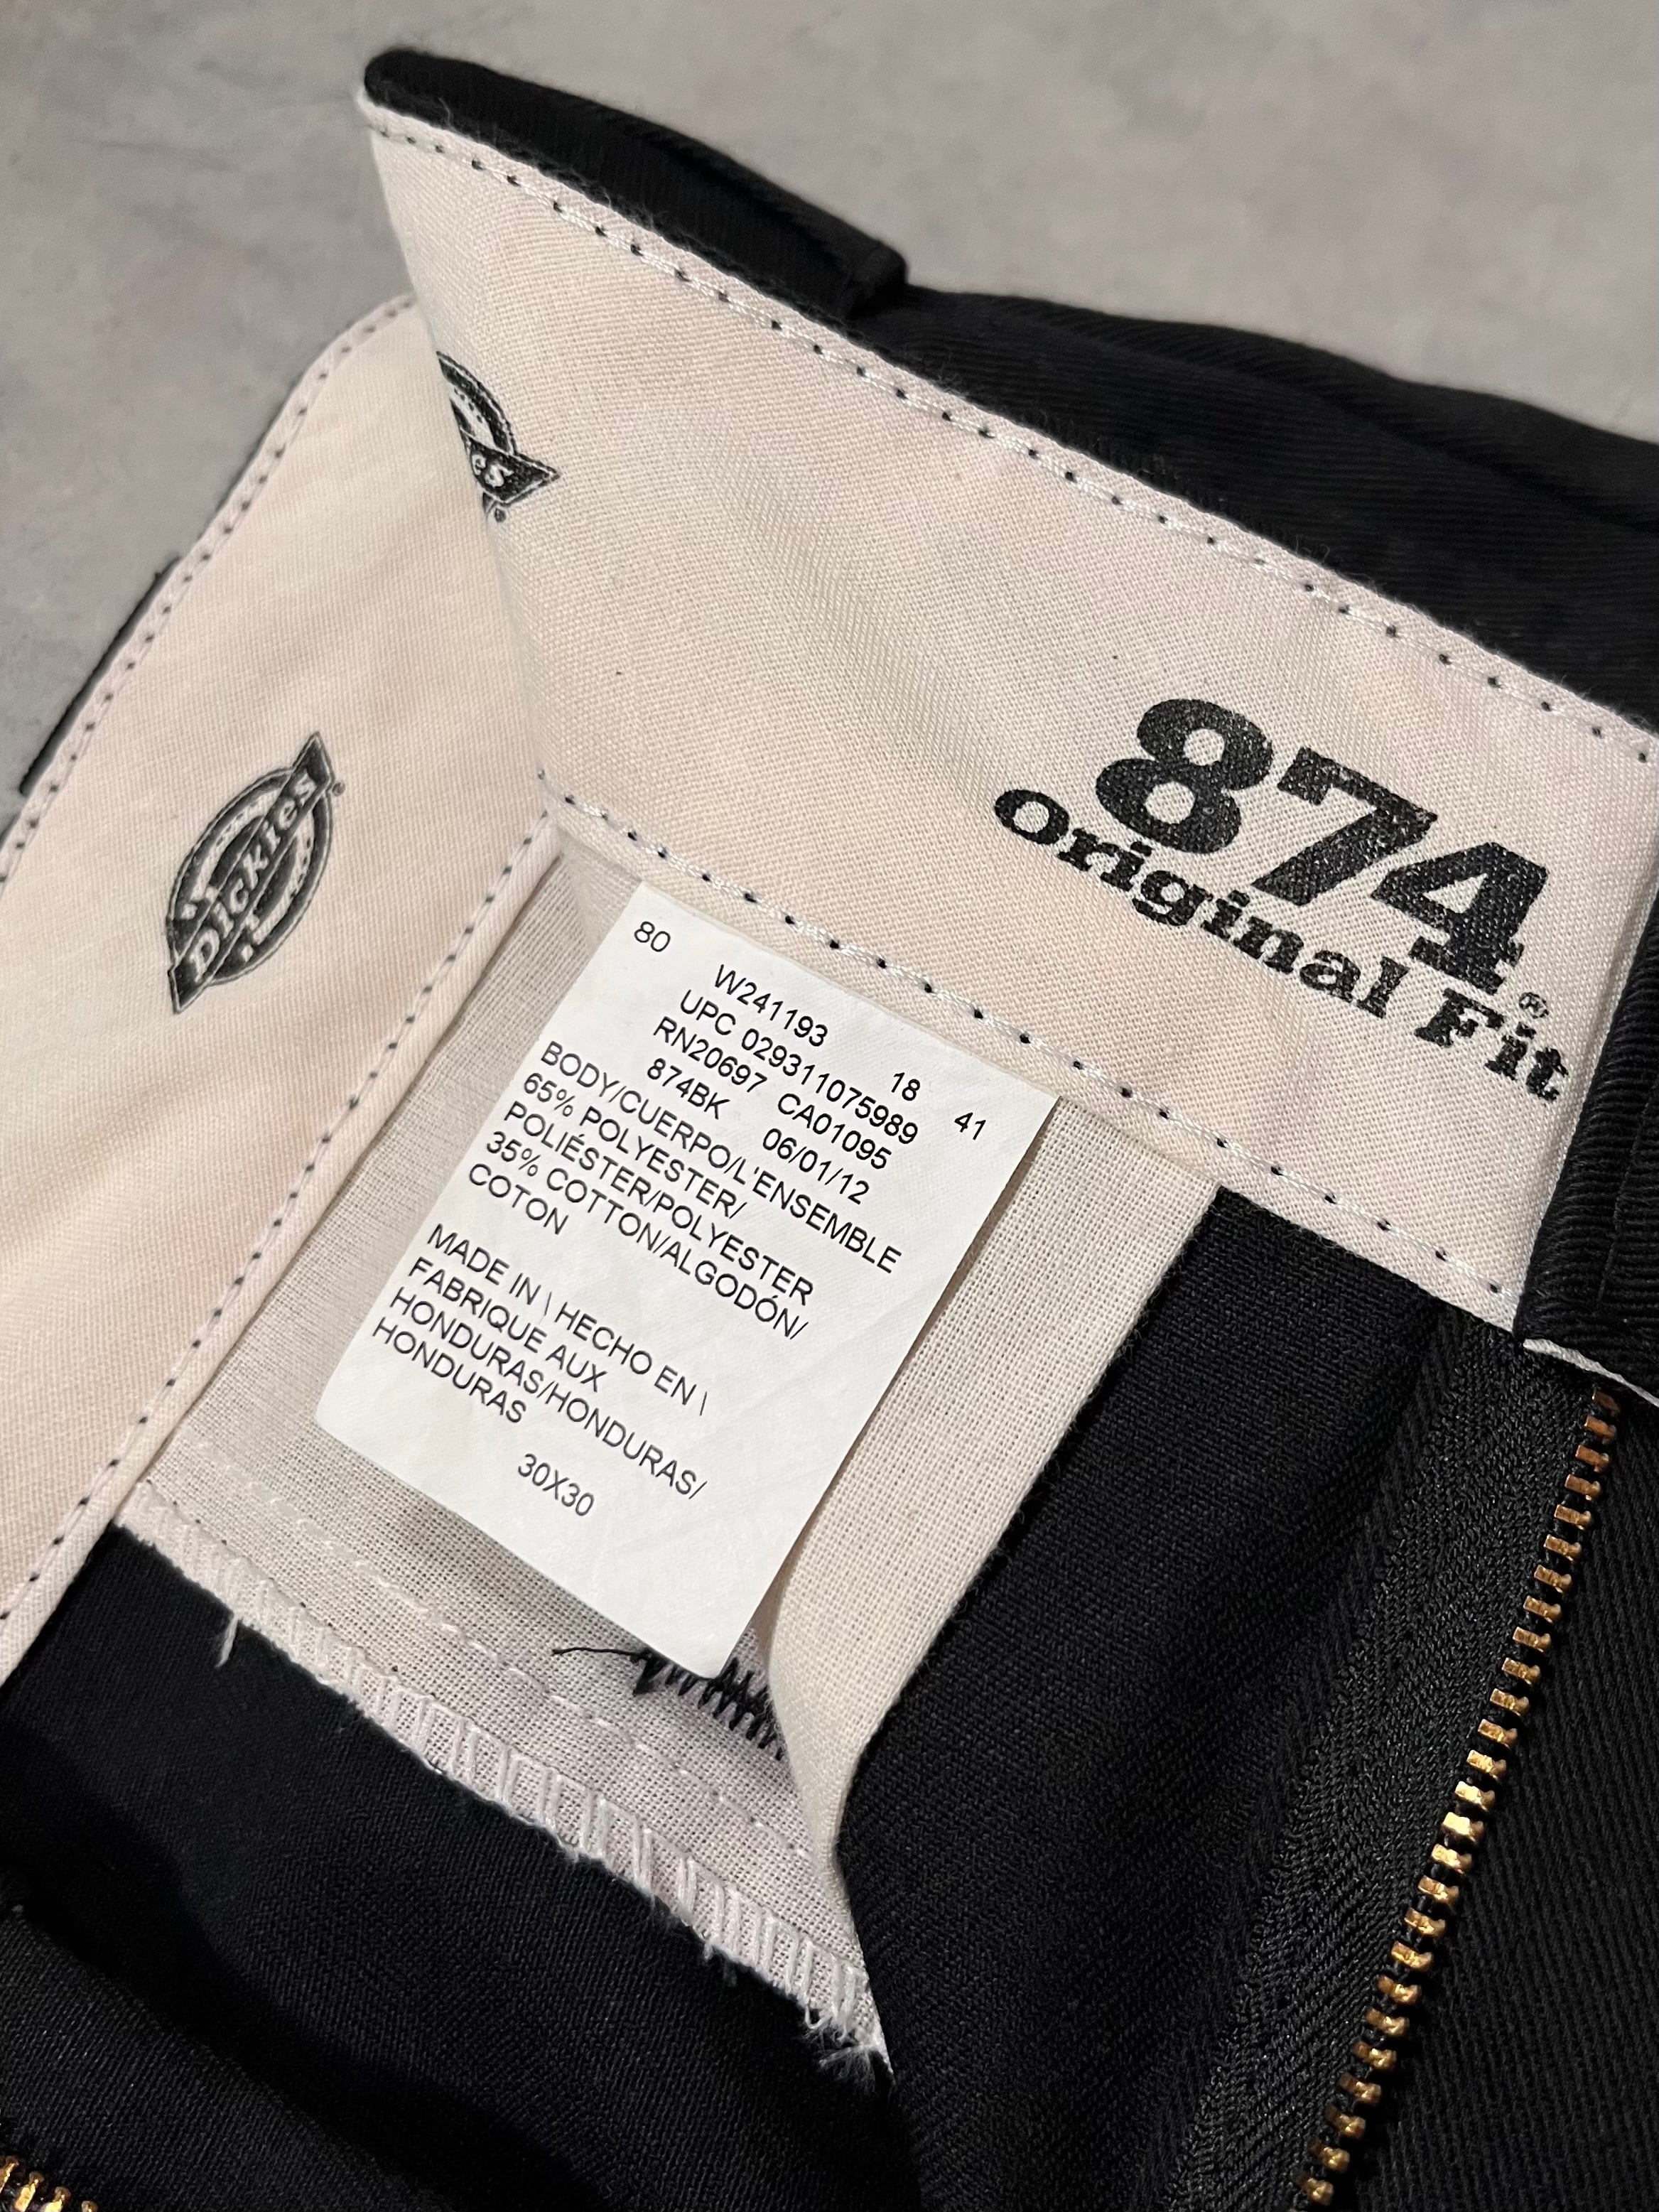 es
®
Dickies
®
874
®
Original Fit
80
W241193 18 41
UPC 029311075989
RN20697 CA01095
874BK 06/01/12
BODY/CUERPO/L'ENSEMBLE
65% POLYESTER/
POLIÉSTER/POLYESTER
35% COTTON/ALGODÓN/
COTON
MADE IN \ HECHO EN \
FABRIQUE AUX
HONDURAS/HONDURAS/
HONDURAS
30X30